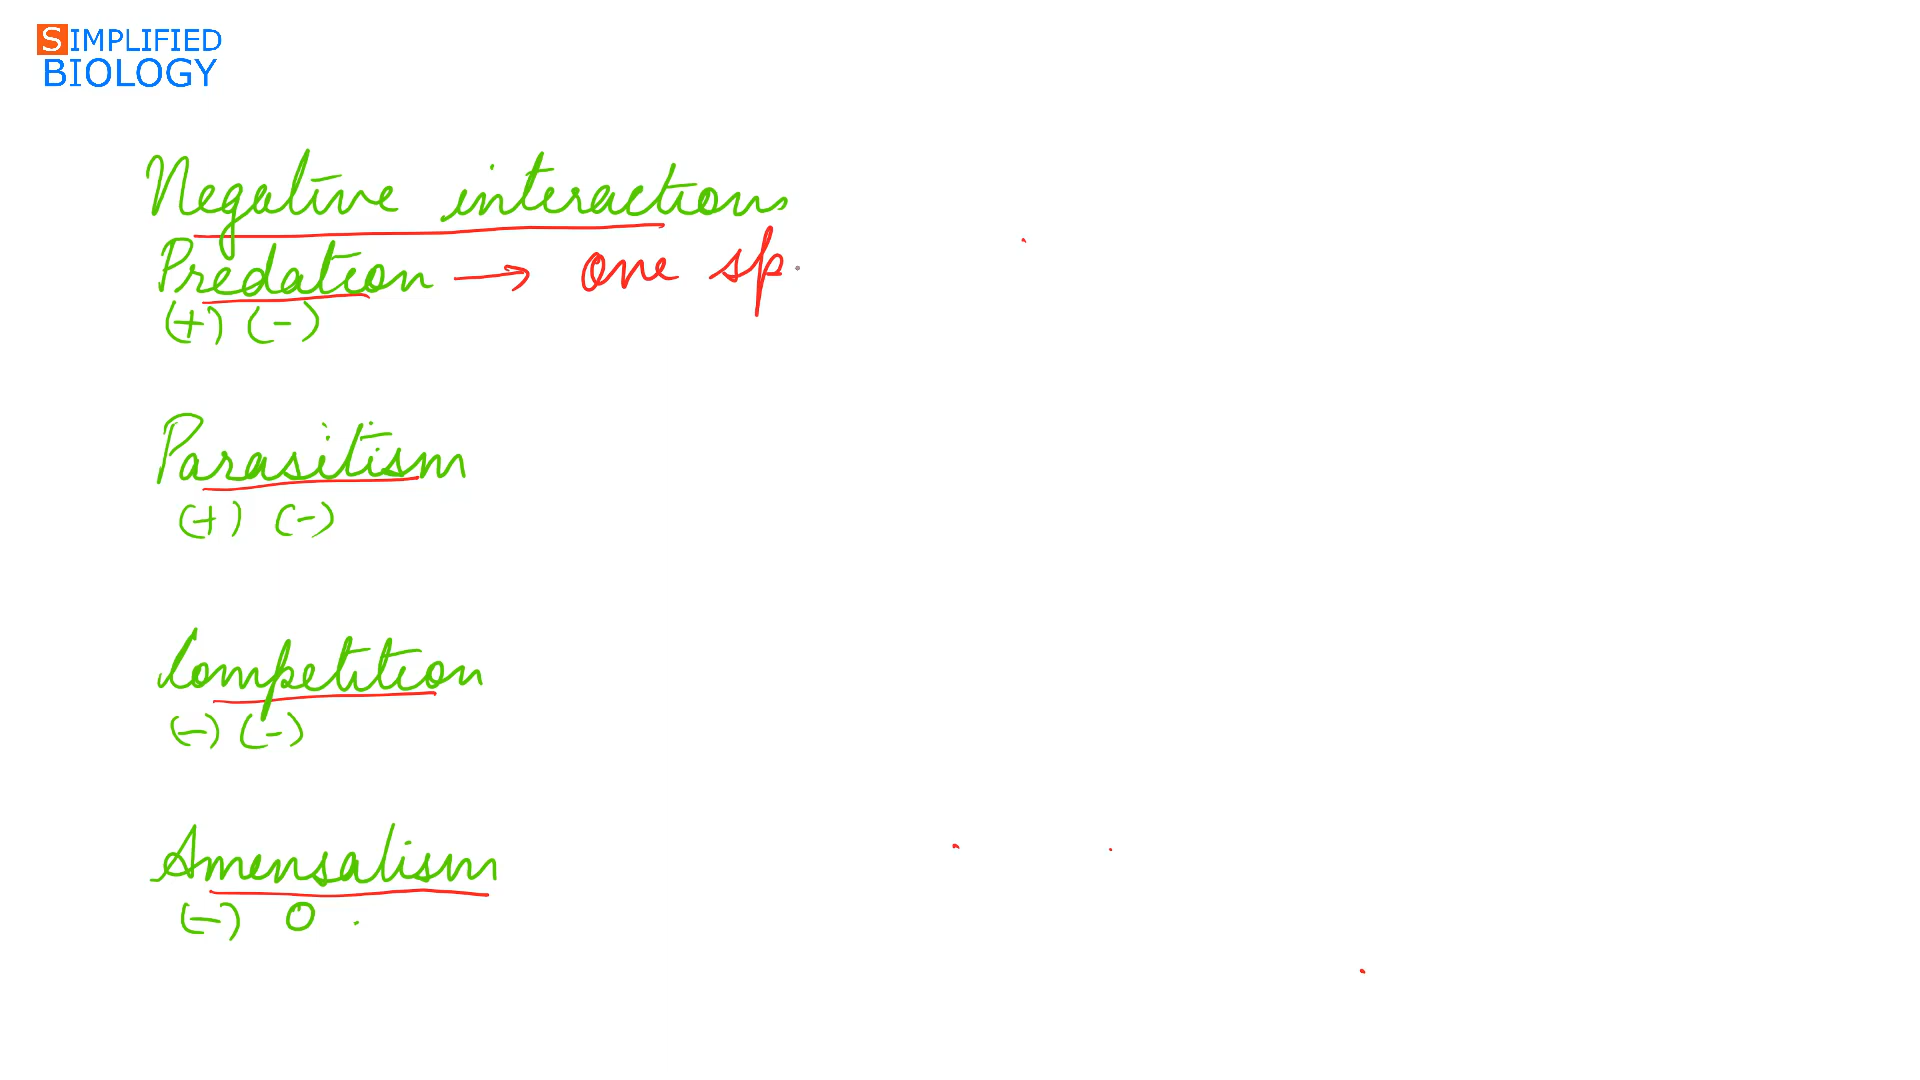 SIMPLIFIED
BIOLOGY
Negative interactions
Predation → one sp
(+) (-)
Parasitism
(+) (-)
Competition
(-) (-)
Amensalism
(-) 0